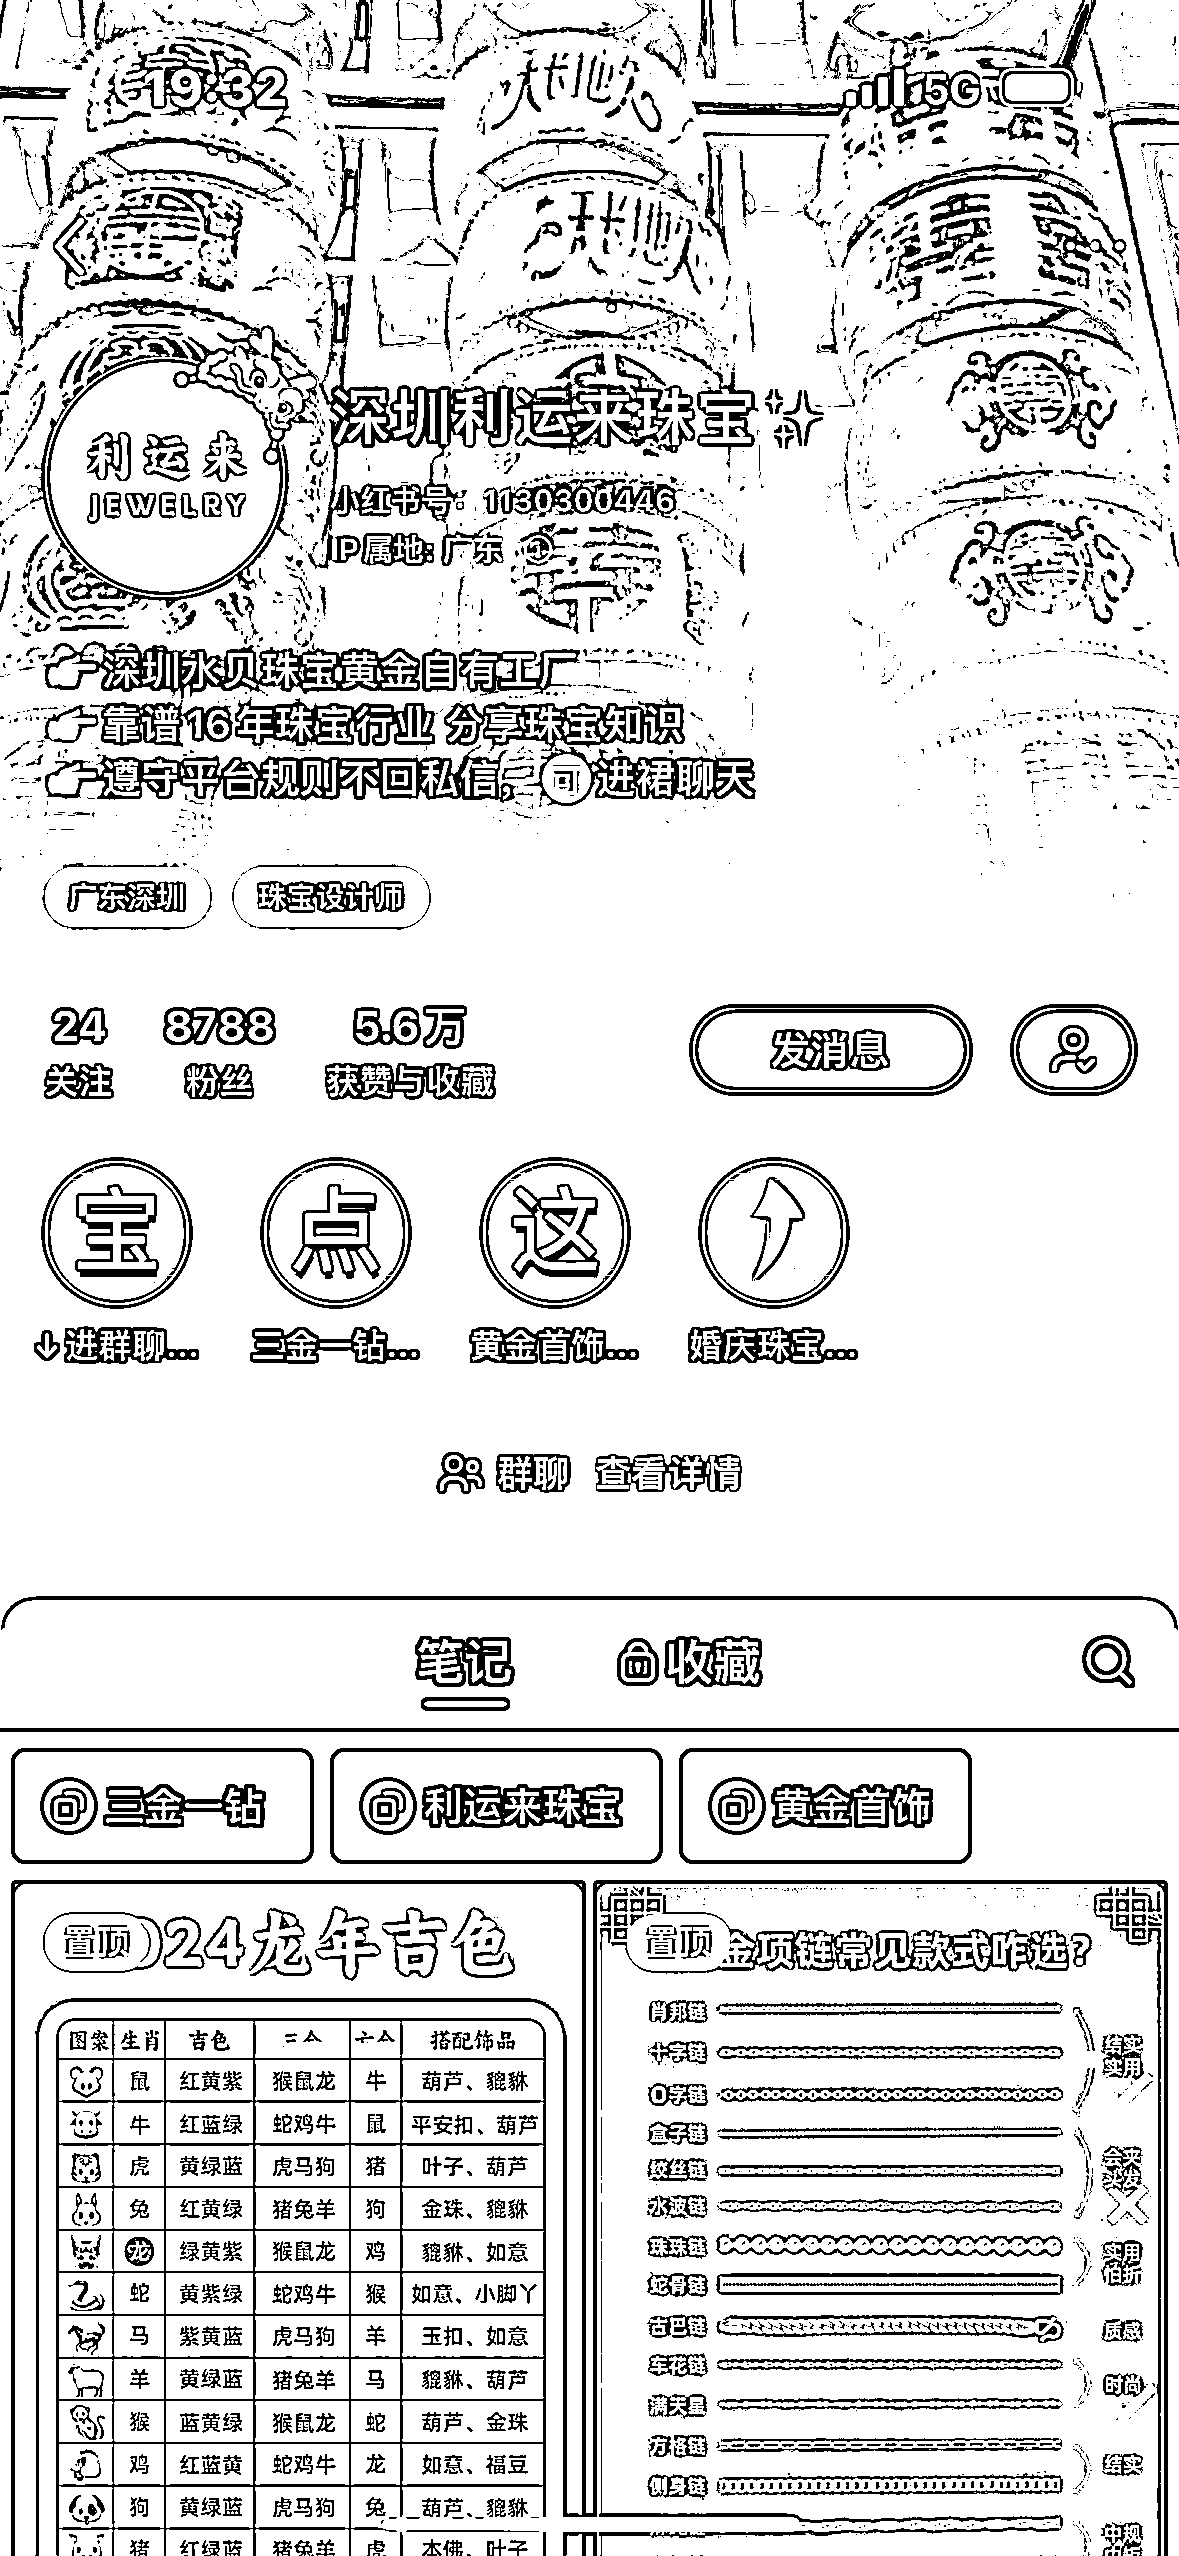 19:32
5G
利运来
JEWELRY
深圳利运来珠宝
小红书号: 1130300446
IP属地: 广东
👉深圳水贝珠宝黄金自有工厂
👉靠谱16年珠宝行业 分享珠宝知识
👉遵守平台规则不回私信, 可进裙聊天
广东深圳
珠宝设计师
24 8788 5.6万
关注 粉丝 获赞与收藏
发消息
宝 点 这
↓进群聊... 三金一钻... 黄金首饰... 婚庆珠宝...
群聊 查看详情
笔记 收藏
三金一钻 利运来珠宝 黄金首饰
置顶
24龙年吉色
图案 生肖 吉色 三合 六合 搭配饰品
鼠 红黄紫 猴鼠龙 牛 葫芦、貔貅
牛 红蓝绿 蛇鸡牛 鼠 平安扣、葫芦
虎 黄绿蓝 虎马狗 猪 叶子、葫芦
兔 红黄绿 猪兔羊 狗 金珠、貔貅
龙 绿黄紫 猴鼠龙 鸡 貔貅、如意
蛇 黄紫绿 蛇鸡牛 猴 如意、小脚丫
马 紫黄蓝 虎马狗 羊 玉扣、如意
羊 黄绿蓝 猪兔羊 马 貔貅、葫芦
猴 蓝黄绿 猴鼠龙 蛇 葫芦、金珠
鸡 红蓝黄 蛇鸡牛 龙 如意、福豆
狗 黄绿蓝 虎马狗 兔 葫芦、貔貅
猪 红绿蓝 猪兔羊 虎 本佛、叶子
置顶
金项链常见款式咋选?
肖邦链
十字链
O字链
盒子链
绞丝链
水波链
珠珠链
蛇骨链
古巴链
车花链
满天星
方格链
侧身链
结实
实用
会夹
头发
实用
怕折
质感
时尚
结实